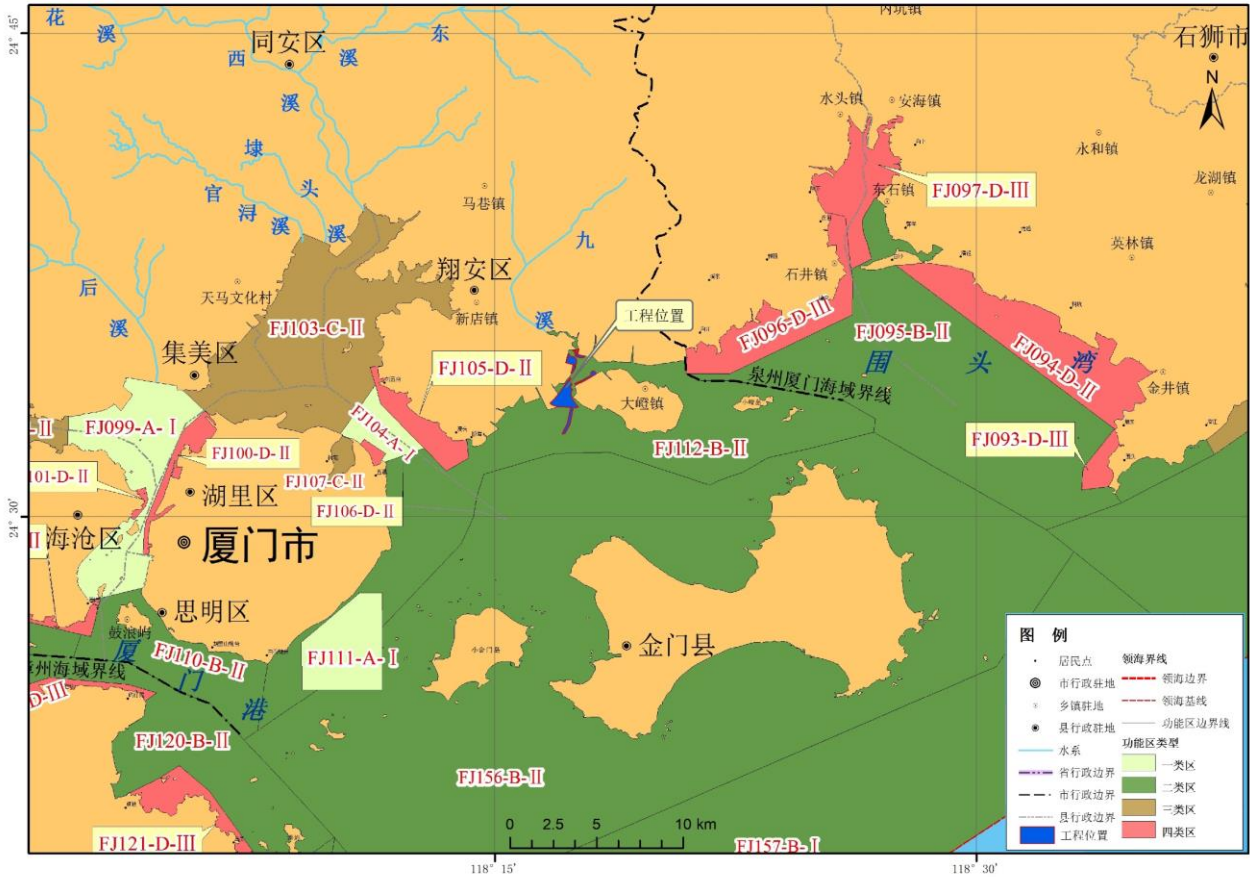 24° 45′
花
溪
同安区
西
溪
东
溪
内坑镇
石狮市
N
水头镇
安海镇
永和镇
龙湖镇
埭
头
溪
官
浔
溪
马巷镇
九
溪
FJ097-D-III
东石镇
英林镇
后
溪
天马文化村
翔安区
新店镇
石井镇
工程位置
FJ103-C-II
FJ096-D-III
FJ095-B-II
集美区
FJ105-D-II
围
头
湾
FJ094-D-II
金井镇
泉州厦门海域界线
大嶝镇
-II
FJ099-A-I
FJ104-A-I
FJ112-B-II
FJ093-D-III
FJ100-D-II
101-D-II
FJ107-C-II
湖里区
FJ106-D-II
24° 30′
海沧区
II
厦门市
思明区
鼓浪屿
小金门县
金门县
厦
门
港
FJ110-B-II
FJ111-A-I
漳州海域界线
D-III
FJ120-B-II
FJ156-B-II
FJ121-D-III
FJ157-B-I
0 2.5 5 10 km
图 例
居民点
市行政驻地
乡镇驻地
县行政驻地
水系
省行政边界
市行政边界
县行政边界
工程位置
领海界线
领海边界
领海基线
功能区边界线
功能区类型
一类区
二类区
三类区
四类区
118° 15′
118° 30′